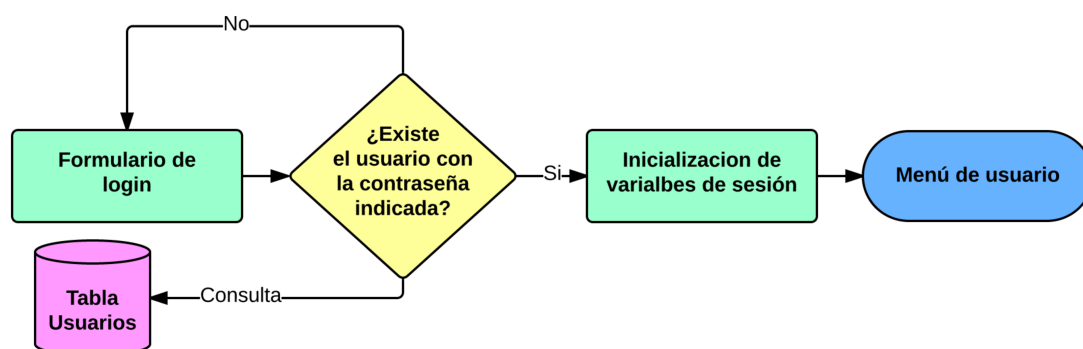 No
Formulario de
login
¿Existe
el usuario con
la contraseña
indicada?
Si
Inicializacion de
varialbes de sesión
Menú de usuario
Consulta
Tabla
Usuarios